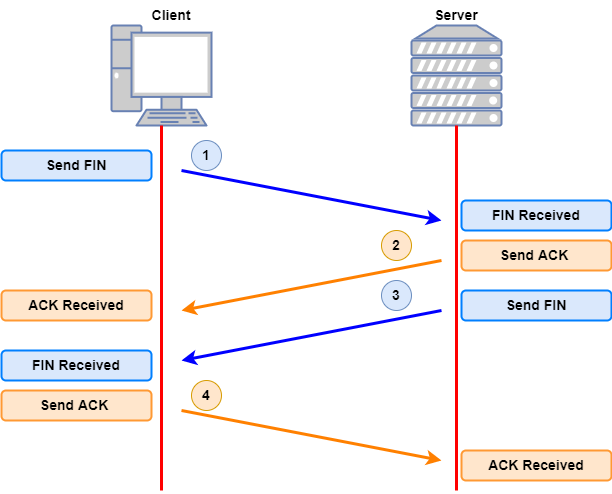 Client
Server
Send FIN
1
FIN Received
2
Send ACK
ACK Received
3
Send FIN
FIN Received
Send ACK
4
ACK Received